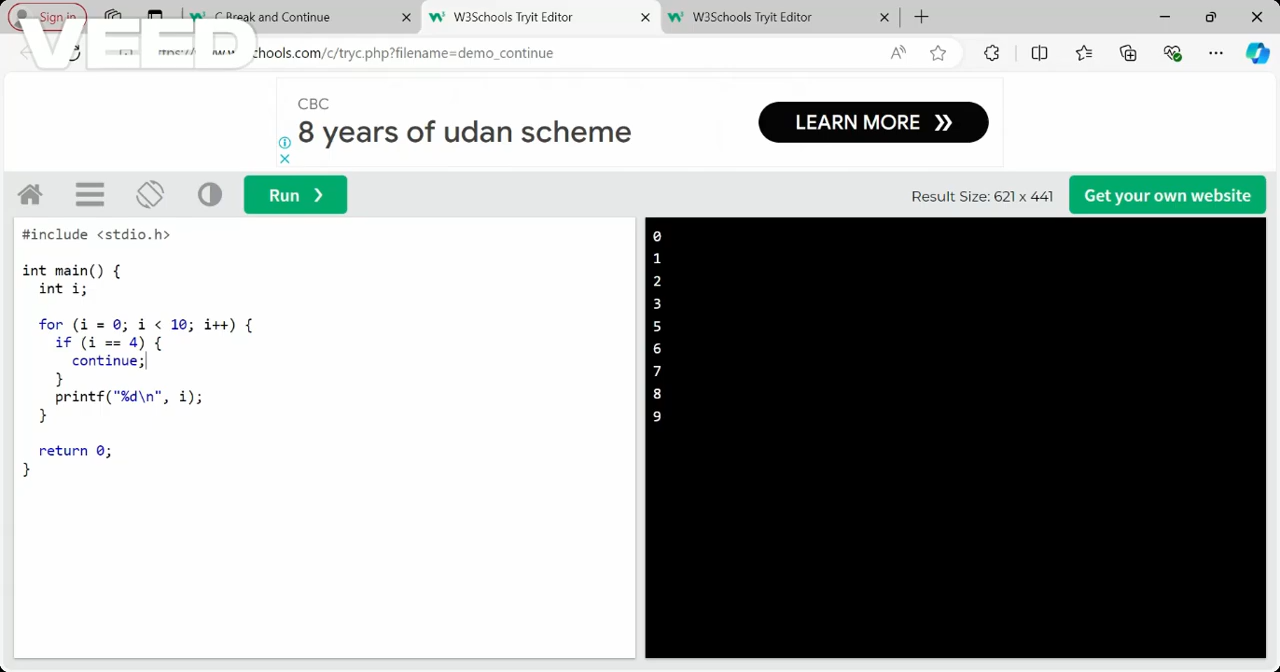 Sign in
C Break and Continue
W3Schools Tryit Editor
W3Schools Tryit Editor
VEED
schools.com/c/tryc.php?filename=demo_continue
CBC
8 years of udan scheme
LEARN MORE
Run
Result Size: 621 x 441
Get your own website
#include <stdio.h>
int main() {
int i;
for (i = 0; i < 10; i++) {
if (i == 4) {
continue;
}
printf("%d\n", i);
}
return 0;
}
0
1
2
3
5
6
7
8
9